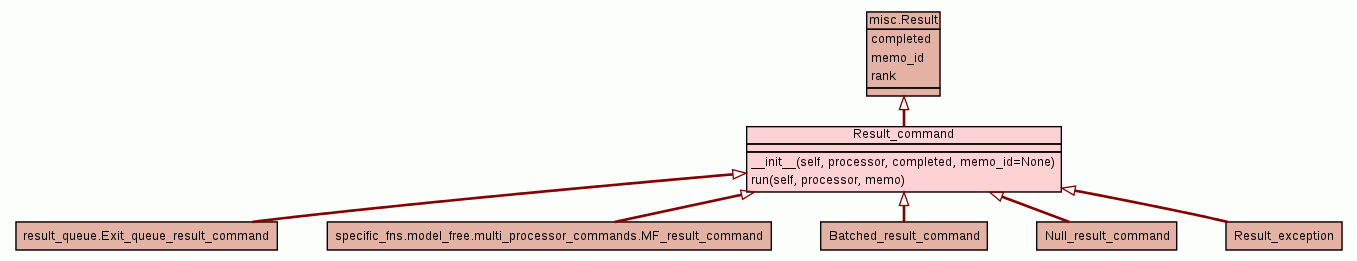 misc.Result
completed
memo_id
rank
Result_command
__init__(self, processor, completed, memo_id=None)
run(self, processor, memo)
result_queue.Exit_queue_result_command
specific_fns.model_free.multi_processor_commands.MF_result_command
Batched_result_command
Null_result_command
Result_exception